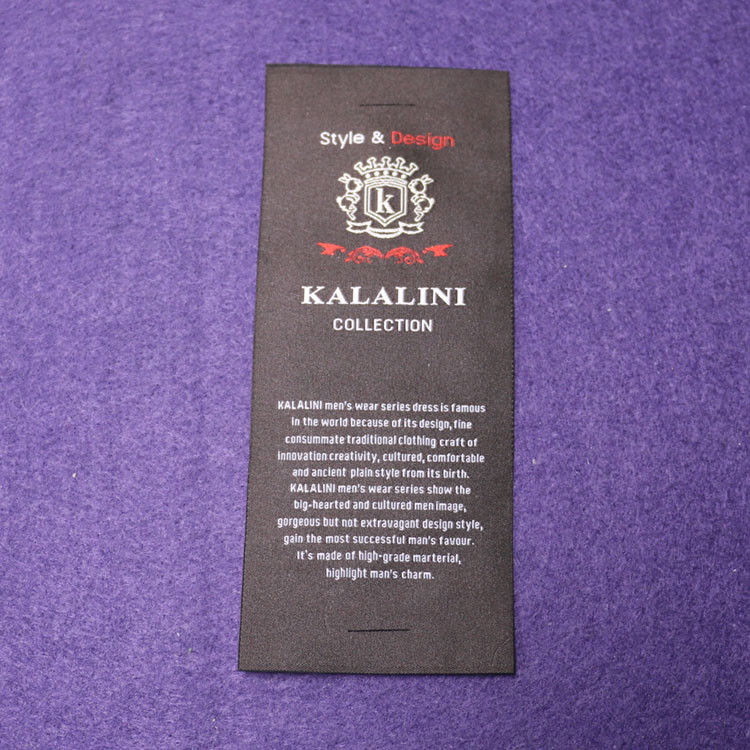 Style & Design
k
KALALINI
COLLECTION
KALALINI men's wear series dress is famous
in the world because of its design, fine
consummate traditional clothing craft of
innovation creativity, cultured, comfortable
and ancient plain style from its birth.
KALALINI men's wear series show the
big-hearted and cultured men image,
gorgeous but not extravagant design style,
gain the most successful man's favour.
It's made of high-grade marterial,
highlight man's charm.